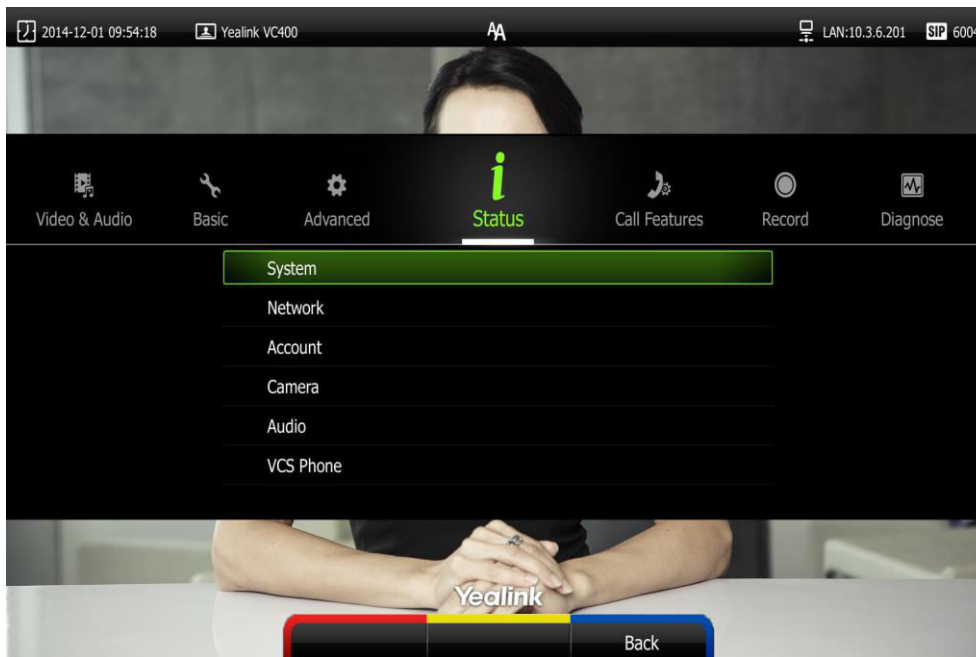 2014-12-01 09:54:18 Yealink VC400 AA LAN:10.3.6.201 SIP 6004
Video & Audio Basic Advanced Status Call Features Record Diagnose
System
Network
Account
Camera
Audio
VCS Phone
Yealink
Back